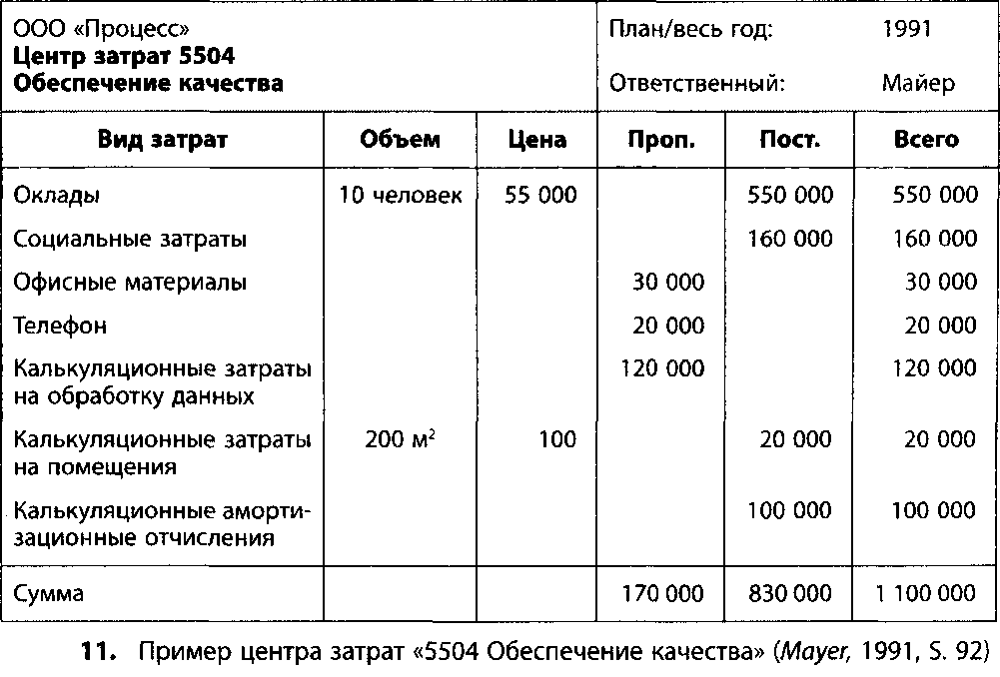 ООО «Процесс» План/весь год: 1991
Центр затрат 5504
Обеспечение качества Ответственный: Майер
Вид затрат Объем Цена Проп. Пост. Всего
Оклады 10 человек 55 000 550 000 550 000
Социальные затраты 160 000 160 000
Офисные материалы 30 000 30 000
Телефон 20 000 20 000
Калькуляционные затраты 120 000 120 000
на обработку данных
Калькуляционные затраты 200 м² 100 20 000 20 000
на помещения
Калькуляционные аморти- 100 000 100 000
зационные отчисления
Сумма 170 000 830 000 1 100 000
11. Пример центра затрат «5504 Обеспечение качества» (Mayer, 1991, S. 92)